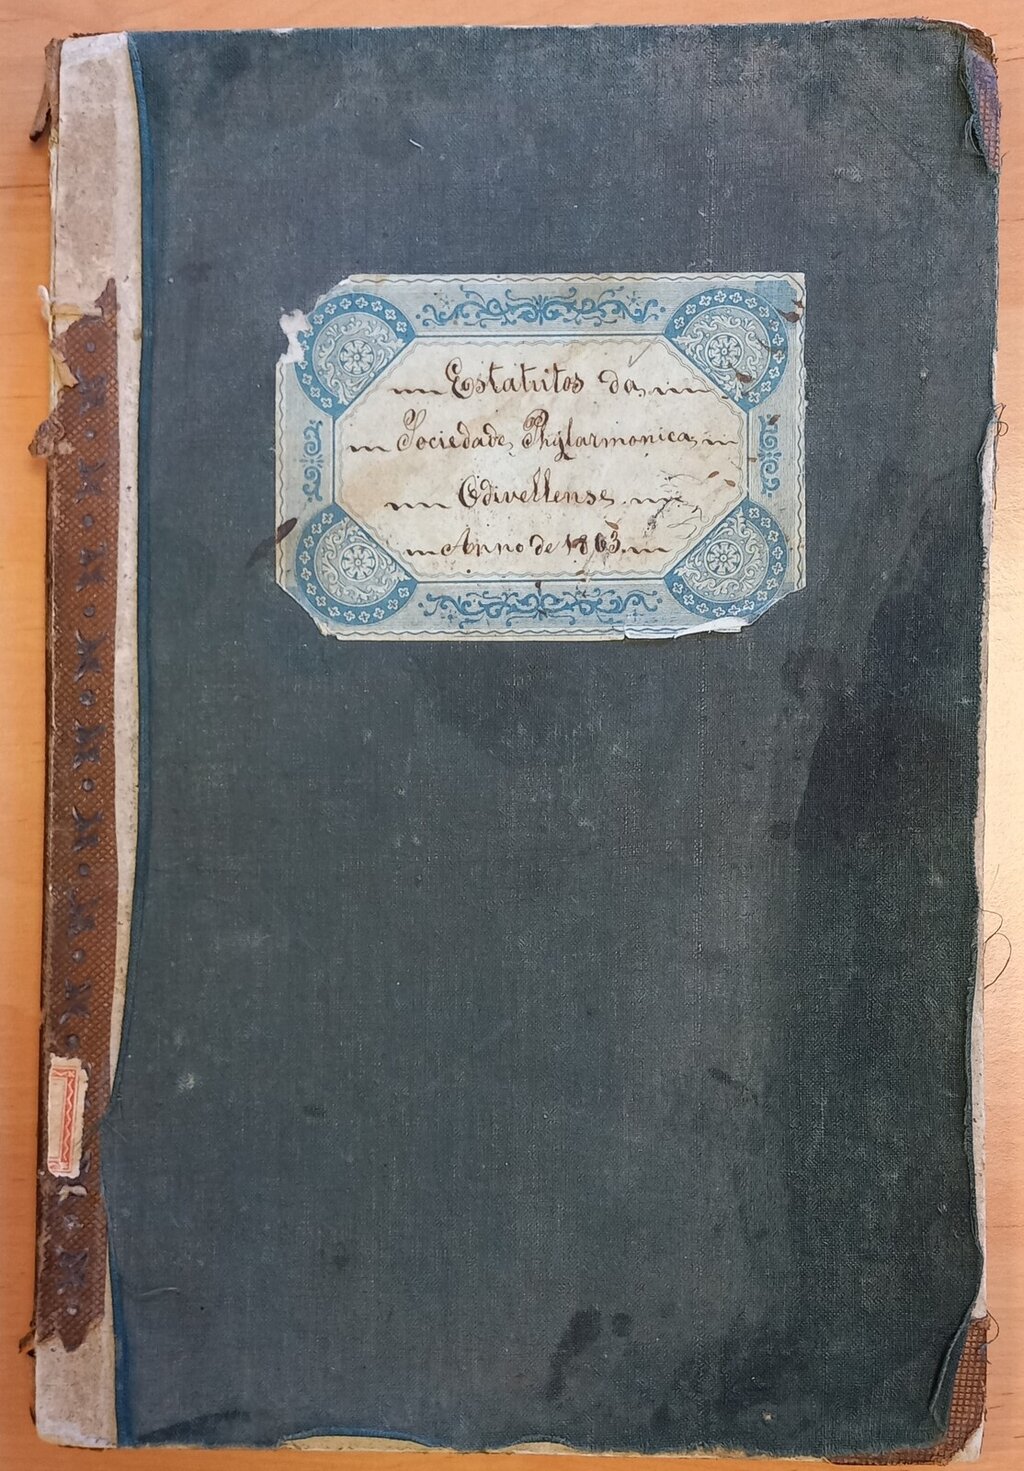 Estatutos da
Sociedade Phylarmonica
Odivellense
Anno de 1863